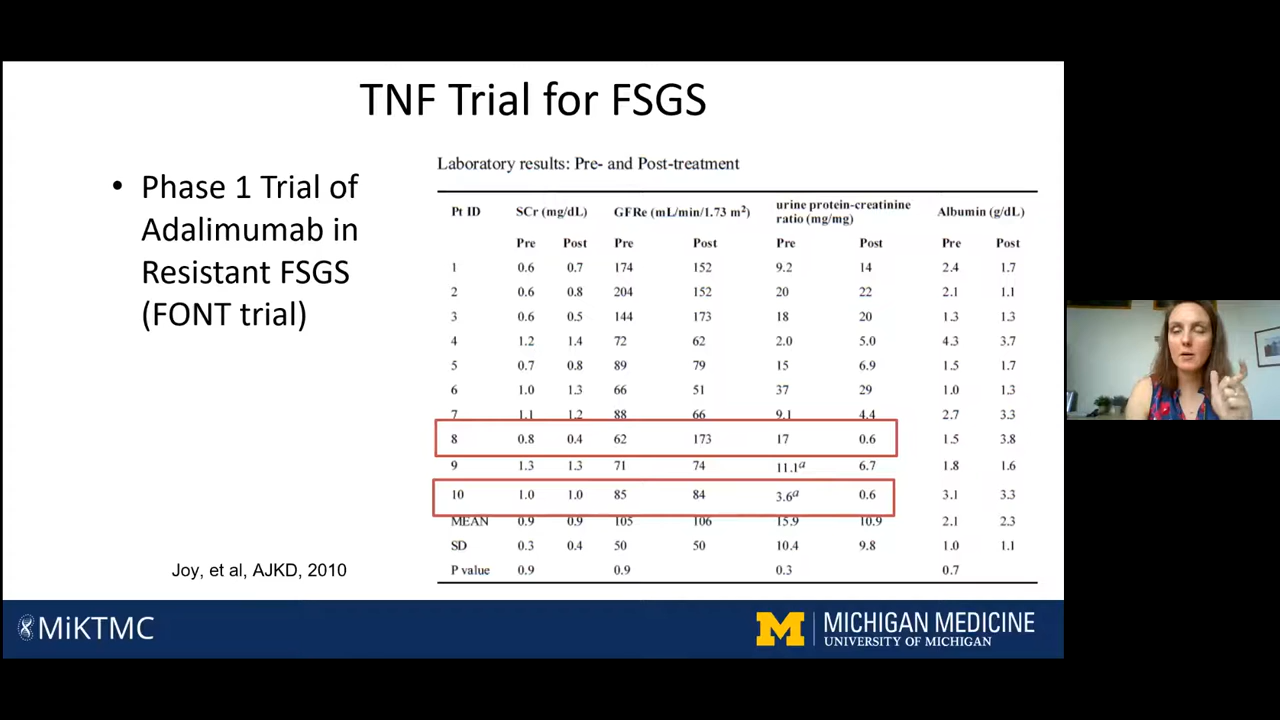 TNF Trial for FSGS
• Phase 1 Trial of
Adalimumab in
Resistant FSGS
(FONT trial)
Laboratory results: Pre- and Post-treatment
Pt ID SCr (mg/dL) GFRe (mL/min/1.73 m²) urine protein-creatinine ratio (mg/mg) Albumin (g/dL)
Pre Post Pre Post Pre Post Pre Post
1 0.6 0.7 174 152 9.2 14 2.4 1.7
2 0.6 0.8 204 152 20 22 2.1 1.1
3 0.6 0.5 144 173 18 20 1.3 1.3
4 1.2 1.4 72 62 2.0 5.0 4.3 3.7
5 0.7 0.8 89 79 15 6.9 1.5 1.7
6 1.0 1.3 66 51 37 29 1.0 1.3
7 1.1 1.2 88 66 9.1 4.4 2.7 3.3
8 0.8 0.4 62 173 17 0.6 1.5 3.8
9 1.3 1.3 71 74 11.1ᵃ 6.7 1.8 1.6
10 1.0 1.0 85 84 3.6ᵃ 0.6 3.1 3.3
MEAN 0.9 0.9 105 106 15.9 10.9 2.1 2.3
SD 0.3 0.4 50 50 10.4 9.8 1.0 1.1
P value 0.9 0.9 0.3 0.7
Joy, et al, AJKD, 2010
MiKTMC
M MICHIGAN MEDICINE
UNIVERSITY OF MICHIGAN